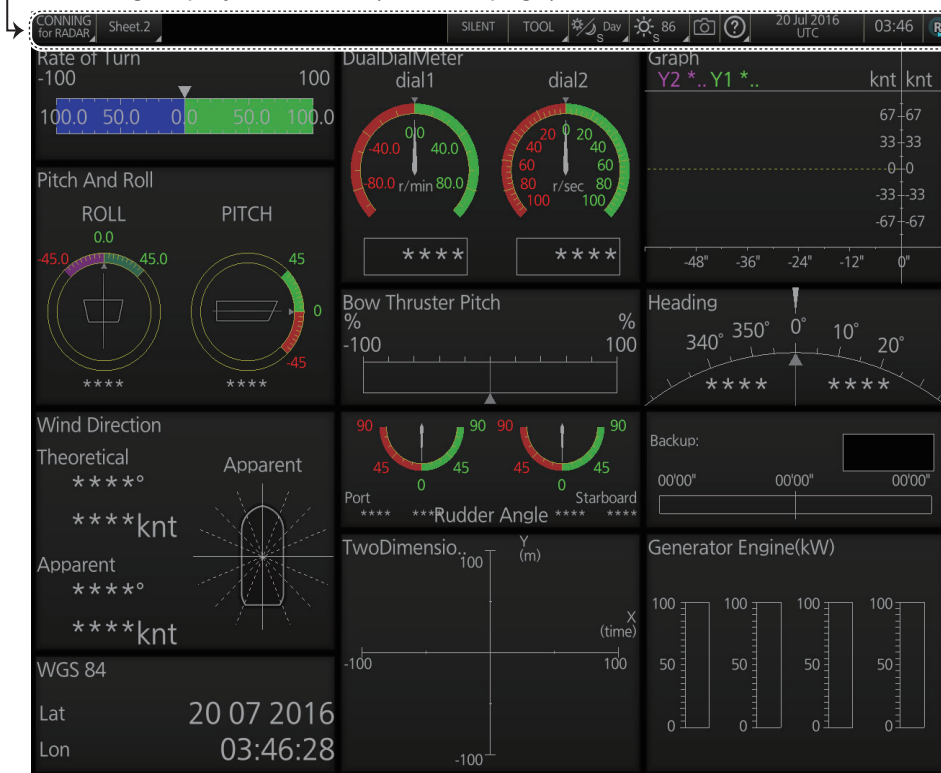 CONNING
for RADAR
Sheet.2
SILENT
TOOL
S Day
S 86
?
20 Jul 2016
UTC
03:46
R
Rate of Turn
-100 100
100.0 50.0 0.0 50.0 100.0
Pitch And Roll
ROLL PITCH
0.0
-45.0 45.0 45
0
-45
**** ****
Wind Direction
Theoretical
****°
****knt
Apparent
Apparent
****°
****knt
WGS 84
Lat 20 07 2016
Lon 03:46:28
DualDialMeter
dial1 dial2
0.0
-40.0 40.0
-80.0 r/min 80.0
20 0 20
40 40
60 60
80 r/sec 80
100 100
**** ****
Bow Thruster Pitch
% %
-100 100
90 90 90 90
45 45 45 45
0 0
Port Starboard
**** **** Rudder Angle **** ****
TwoDimensio..
Y
(m)
100
X
(time)
-100 100
-100
Graph
Y2 *.. Y1 *.. knt knt
67 67
33 33
0 0
-33 -33
-67 -67
-48" -36" -24" -12" 0"
Heading
340° 350° 0° 10° 20°
**** ****
Backup:
00'00" 00'00" 00'00"
Generator Engine(kW)
100 100 100 100
50 50 50 50
0 0 0 0